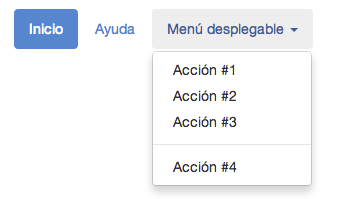 Inicio Ayuda Menú desplegable
Acción #1
Acción #2
Acción #3
Acción #4